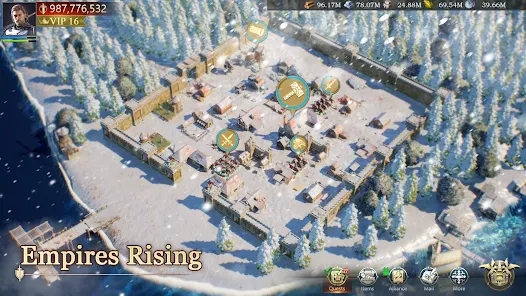 987,776,532
VIP 16
96.17M 78.07M 24.88M 69.54M 39.66M
Empires Rising
Quests Items Alliance Mail More